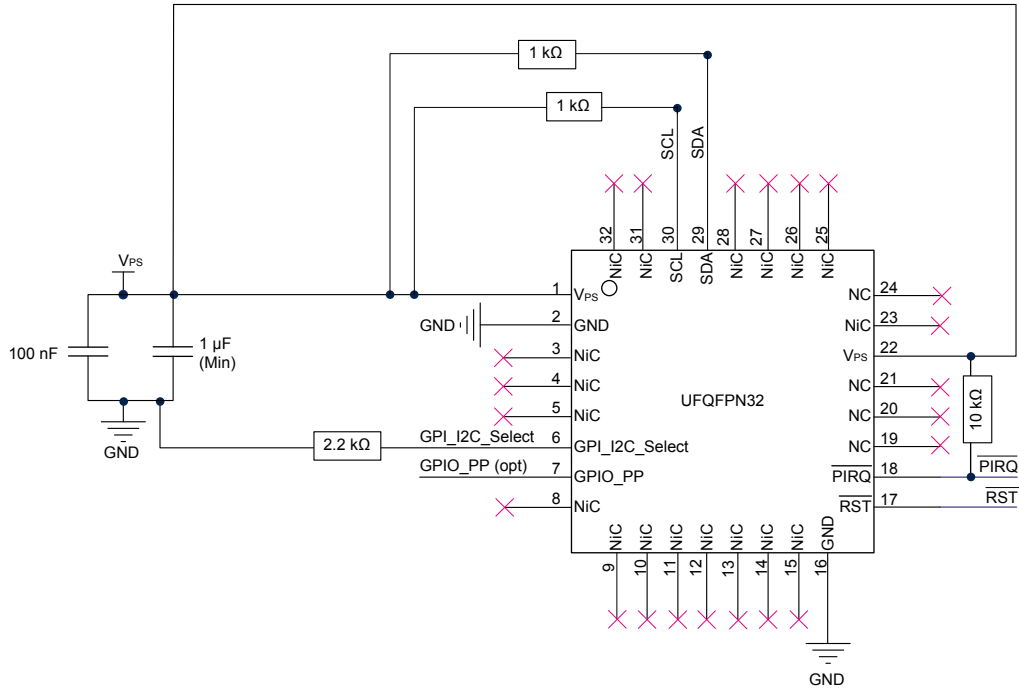 1 kΩ
1 kΩ
SCL
SDA
32
31
30
29
28
27
26
25
NiC
NiC
SCL
SDA
NiC
NiC
NiC
NiC
VPS
100 nF
1 µF
(Min)
GND
1
VPS
GND
2
GND
3
NiC
4
NiC
5
NiC
2.2 kΩ
GPI_I2C_Select
6
GPI_I2C_Select
GPIO_PP (opt)
7
GPIO_PP
8
NiC
UFQFPN32
NC
24
NiC
23
VPS
22
NC
21
NC
20
NC
19
10 kΩ
PIRQ
18
PIRQ
RST
17
RST
NiC
NiC
NiC
NiC
NiC
NiC
NiC
GND
9
10
11
12
13
14
15
16
GND